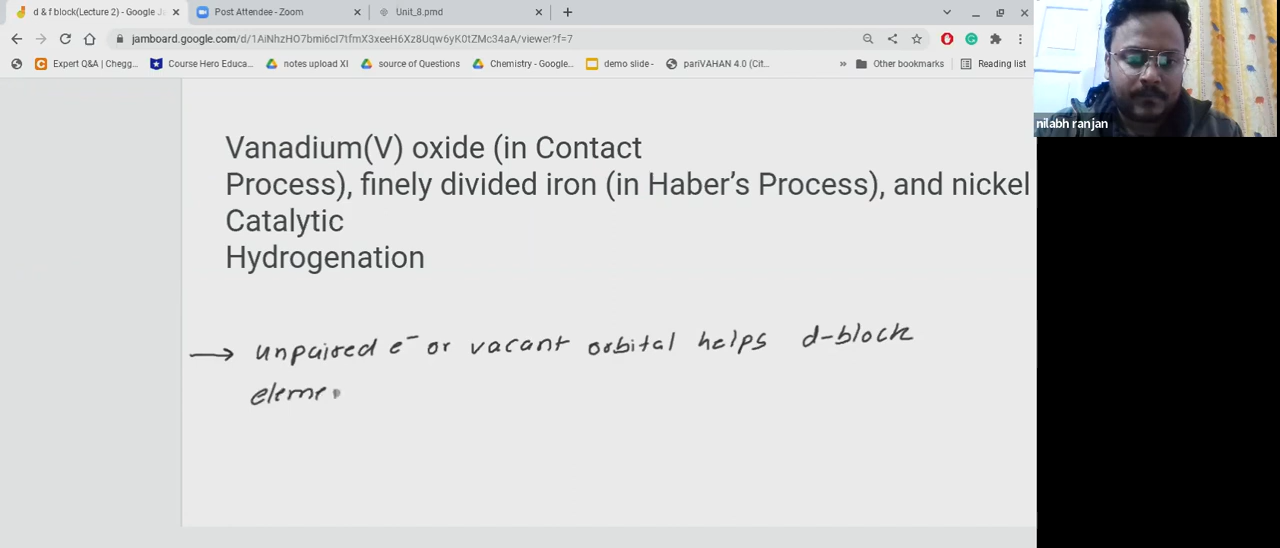 d & f block(Lecture 2) - Google Ja
Post Attendee - Zoom
Unit_8.pmd
jamboard.google.com/d/1AiNhzHO7bmi6cI7tfmX3xeeH6Xz8Uqw6yK0tZMc34aA/viewer?f=7
Expert Q&A | Chegg...
Course Hero Educa...
notes upload XI
source of Questions
Chemistry - Google...
demo slide -
pariVAHAN 4.0 (Cit...
»
Other bookmarks
Reading list
nilabh ranjan
Vanadium(V) oxide (in Contact
Process), finely divided iron (in Haber’s Process), and nickel
Catalytic
Hydrogenation
→ unpaired e⁻ or vacant orbital helps d-block
eleme